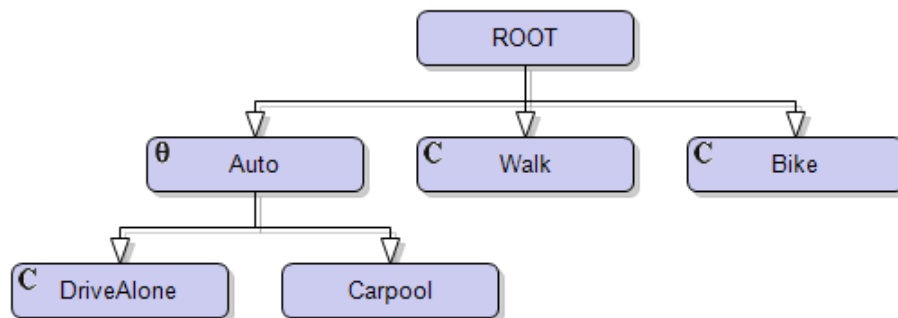 ROOT
θ Auto
C Walk
C Bike
C DriveAlone
Carpool